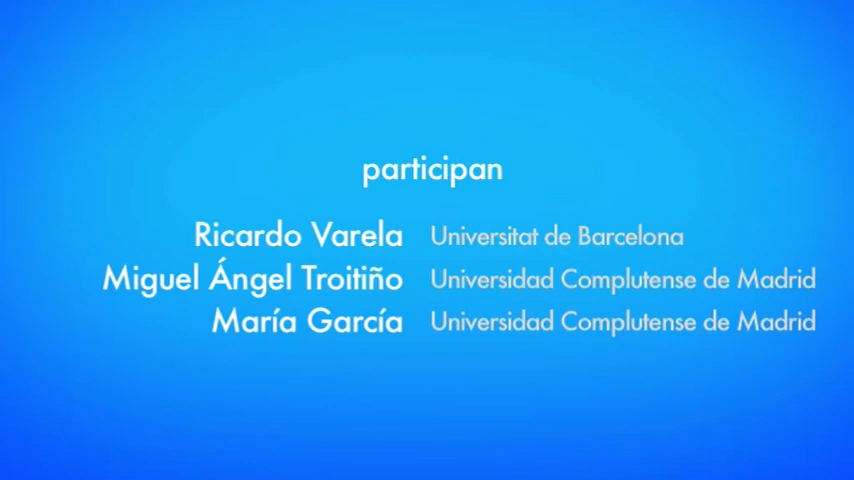 participan
Ricardo Varela Universitat de Barcelona
Miguel Ángel Troitiño Universidad Complutense de Madrid
María García Universidad Complutense de Madrid